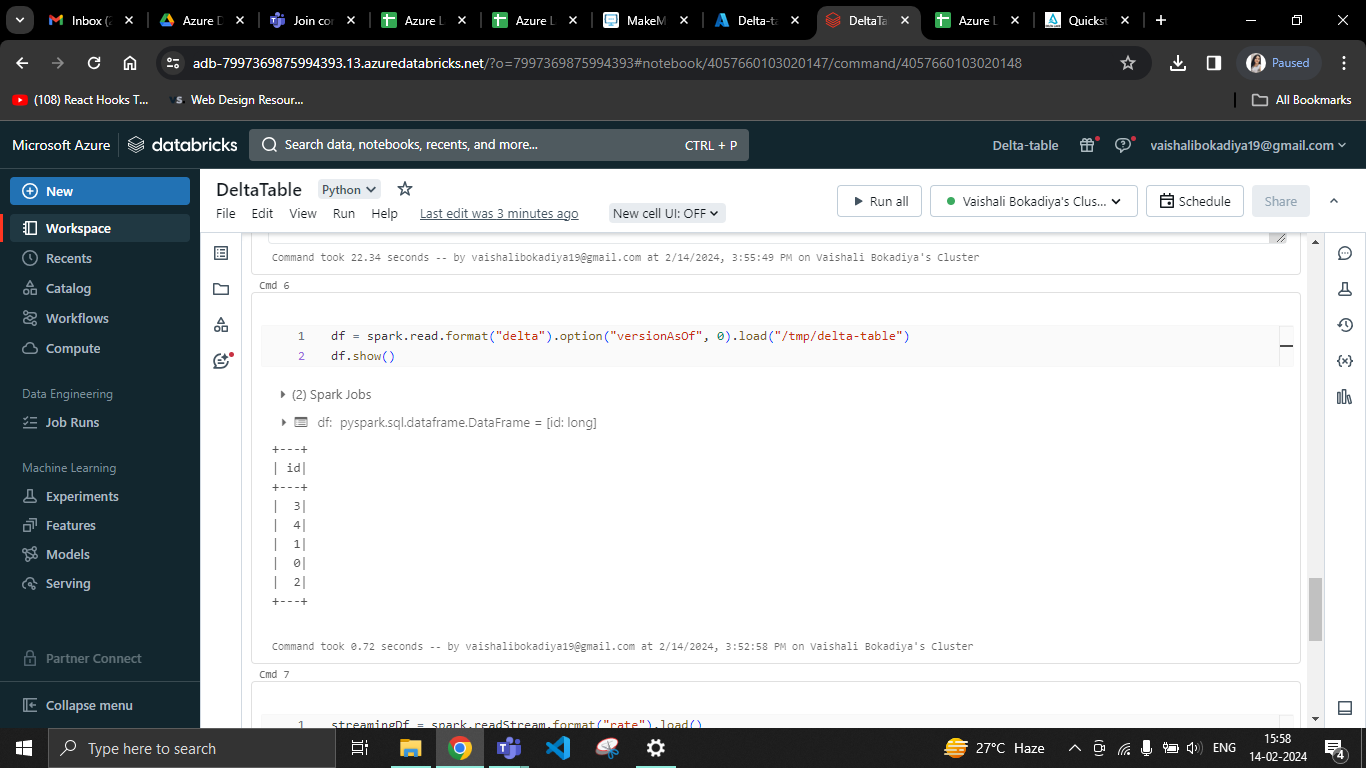 Inbox (2
Azure D
Join cor
Azure L
Azure L
MakeM
Delta-ta
DeltaTa
Azure L
Quickst
adb-7997369875994393.13.azuredatabricks.net/?o=7997369875994393#notebook/4057660103020147/command/4057660103020148
Paused
(108) React Hooks T...
Web Design Resour...
All Bookmarks
Microsoft Azure
databricks
Search data, notebooks, recents, and more...
CTRL + P
Delta-table
vaishalibokadiya19@gmail.com
New
Workspace
Recents
Catalog
Workflows
Compute
Data Engineering
Job Runs
Machine Learning
Experiments
Features
Models
Serving
Partner Connect
Collapse menu
DeltaTable
Python
File Edit View Run Help
Last edit was 3 minutes ago
New cell UI: OFF
Run all
Vaishali Bokadiya's Clus...
Schedule
Share
Command took 22.34 seconds -- by vaishalibokadiya19@gmail.com at 2/14/2024, 3:55:49 PM on Vaishali Bokadiya's Cluster
Cmd 6
1 df = spark.read.format("delta").option("versionAsOf", 0).load("/tmp/delta-table")
2 df.show()
(2) Spark Jobs
df: pyspark.sql.dataframe.DataFrame = [id: long]
+---+
| id|
+---+
|  3|
|  4|
|  1|
|  0|
|  2|
+---+
Command took 0.72 seconds -- by vaishalibokadiya19@gmail.com at 2/14/2024, 3:52:58 PM on Vaishali Bokadiya's Cluster
Cmd 7
1 streamingDf = spark.readStream.format("rate").load()
Type here to search
27°C Haze
ENG
15:58
14-02-2024
4